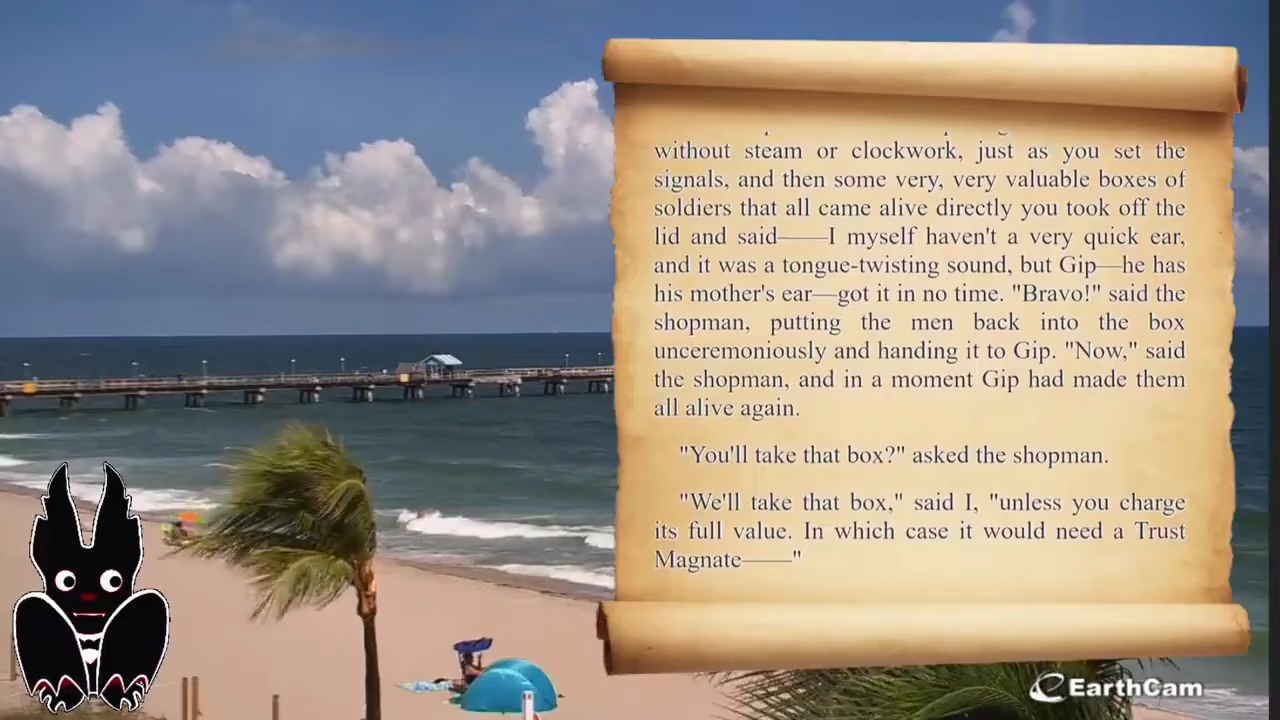 without steam or clockwork, just as you set the
signals, and then some very, very valuable boxes of
soldiers that all came alive directly you took off the
lid and said——I myself haven't a very quick ear,
and it was a tongue-twisting sound, but Gip—he has
his mother's ear—got it in no time. "Bravo!" said the
shopman, putting the men back into the box
unceremoniously and handing it to Gip. "Now," said
the shopman, and in a moment Gip had made them
all alive again.
"You'll take that box?" asked the shopman.
"We'll take that box," said I, "unless you charge
its full value. In which case it would need a Trust
Magnate——"
EarthCam